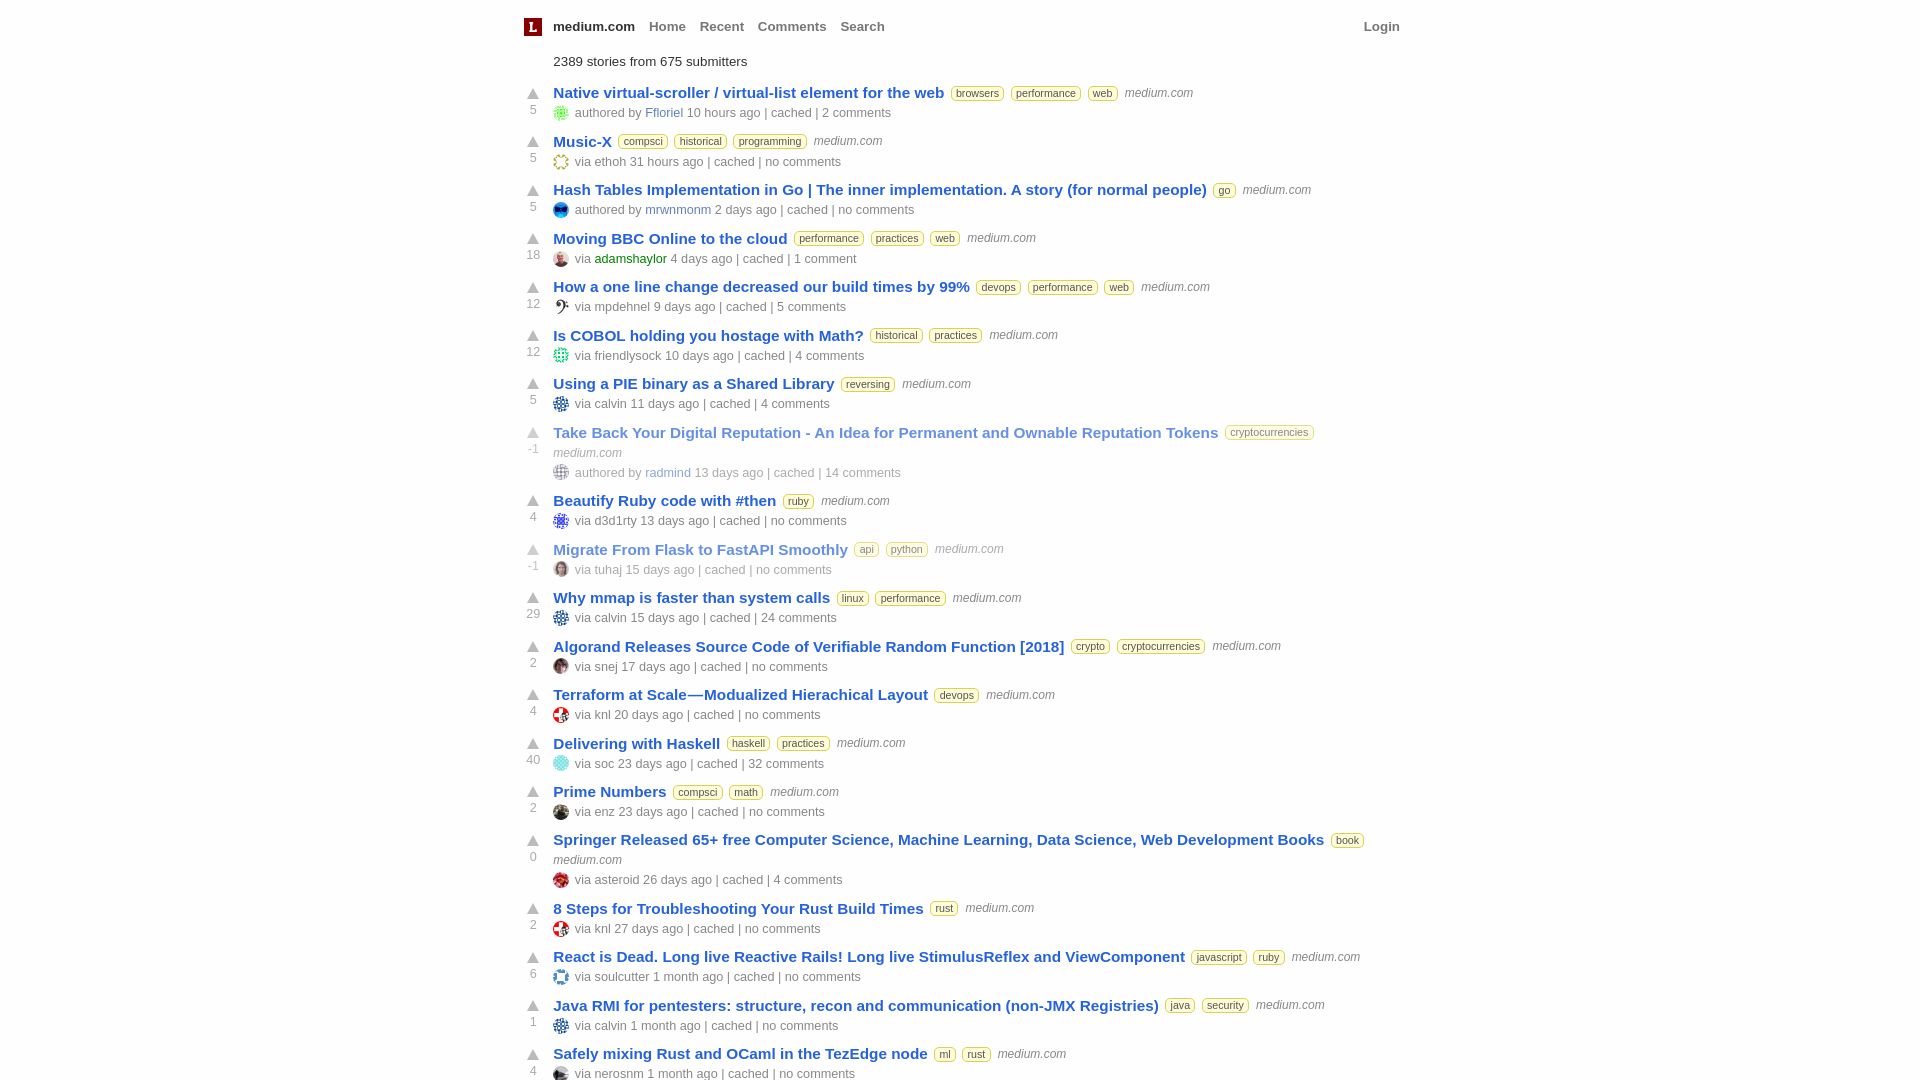 L medium.com Home Recent Comments Search Login
2389 stories from 675 submitters
Native virtual-scroller / virtual-list element for the web browsers performance web medium.com
5
authored by Ffloriel 10 hours ago | cached | 2 comments
Music-X compsci historical programming medium.com
5
via ethoh 31 hours ago | cached | no comments
Hash Tables Implementation in Go | The inner implementation. A story (for normal people) go medium.com
5
authored by mrwnmonm 2 days ago | cached | no comments
Moving BBC Online to the cloud performance practices web medium.com
18
via adamshaylor 4 days ago | cached | 1 comment
How a one line change decreased our build times by 99% devops performance web medium.com
12
via mpdehnel 9 days ago | cached | 5 comments
Is COBOL holding you hostage with Math? historical practices medium.com
12
via friendlysock 10 days ago | cached | 4 comments
Using a PIE binary as a Shared Library reversing medium.com
5
via calvin 11 days ago | cached | 4 comments
Take Back Your Digital Reputation - An Idea for Permanent and Ownable Reputation Tokens cryptocurrencies
-1
medium.com
authored by radmind 13 days ago | cached | 14 comments
Beautify Ruby code with #then ruby medium.com
4
via d3d1rty 13 days ago | cached | no comments
Migrate From Flask to FastAPI Smoothly api python medium.com
-1
via tuhaj 15 days ago | cached | no comments
Why mmap is faster than system calls linux performance medium.com
29
via calvin 15 days ago | cached | 24 comments
Algorand Releases Source Code of Verifiable Random Function [2018] crypto cryptocurrencies medium.com
2
via snej 17 days ago | cached | no comments
Terraform at Scale — Modualized Hierachical Layout devops medium.com
4
via knl 20 days ago | cached | no comments
Delivering with Haskell haskell practices medium.com
40
via soc 23 days ago | cached | 32 comments
Prime Numbers compsci math medium.com
2
via enz 23 days ago | cached | no comments
Springer Released 65+ free Computer Science, Machine Learning, Data Science, Web Development Books book
0
medium.com
via asteroid 26 days ago | cached | 4 comments
8 Steps for Troubleshooting Your Rust Build Times rust medium.com
2
via knl 27 days ago | cached | no comments
React is Dead. Long live Reactive Rails! Long live StimulusReflex and ViewComponent javascript ruby medium.com
6
via soulcutter 1 month ago | cached | no comments
Java RMI for pentesters: structure, recon and communication (non-JMX Registries) java security medium.com
1
via calvin 1 month ago | cached | no comments
Safely mixing Rust and OCaml in the TezEdge node ml rust medium.com
4
via nerosnm 1 month ago | cached | no comments